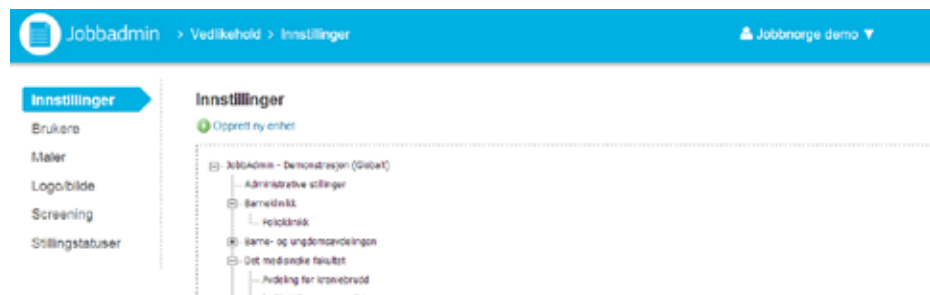 Jobbadmin > Vedlikehold > Innstillinger Jobbnorge demo ▼
Innstillinger
Brukere
Maler
Logo/bilde
Screening
Stillingstatuser
Innstillinger
Opprett ny enhet
JobbAdmin - Demonstrasjon (Globalt)
Administrative stillinger
Barneklinikk
Poliklinikk
Barne- og ungdomsavdelingen
Det medisinske fakultet
Avdeling for kraniebrudd